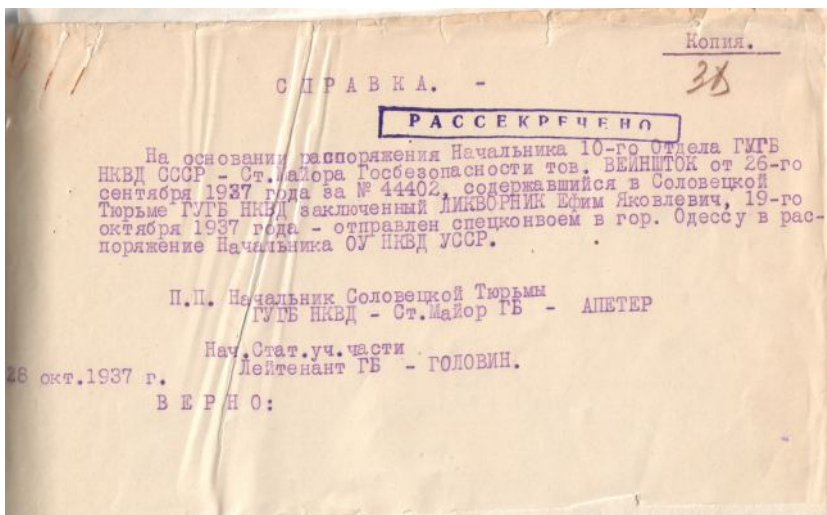 Копия.
38
СПРАВКА. -
РАССЕКРЕЧЕНО
На основании распоряжения Начальника 10-го Отдела ГУГБ
НКВД СССР - Ст.Майора Госбезопасности тов. ВЕЙНШТОК от 26-го
сентября 1937 года за № 44402, содержавшийся в Соловецкой
Тюрьме ГУГБ НКВД заключенный ЛИКВОРНИК Ефим Яковлевич, 19-го
октября 1937 года - отправлен спецконвоем в гор. Одессу в рас-
поряжение Начальника ОУ НКВД УССР.
П.П. Начальник Соловецкой Тюрьмы
ГУГБ НКВД - Ст.Майор ГБ - АПЕТЕР
Нач.Стат.уч.части
Лейтенант ГБ - ГОЛОВИН.
28 окт.1937 г.
ВЕРНО: